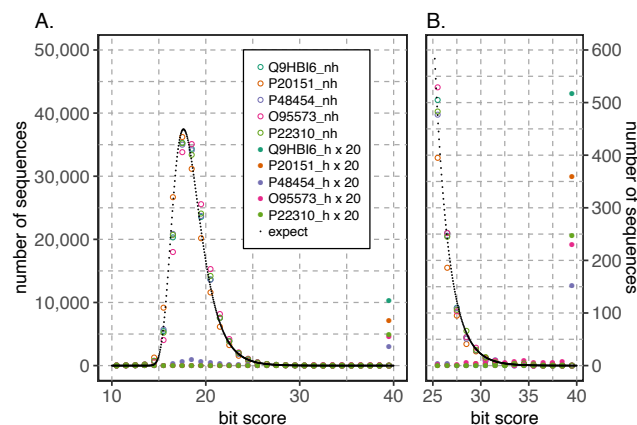 A.
B.
50,000
40,000
30,000
20,000
10,000
0
number of sequences
Q9HBI6_nh
P20151_nh
P48454_nh
O95573_nh
P22310_nh
Q9HBI6_h x 20
P20151_h x 20
P48454_h x 20
O95573_h x 20
P22310_h x 20
expect
10 20 30 40
bit score
600
500
400
300
200
100
0
number of sequences
25 30 35 40
bit score